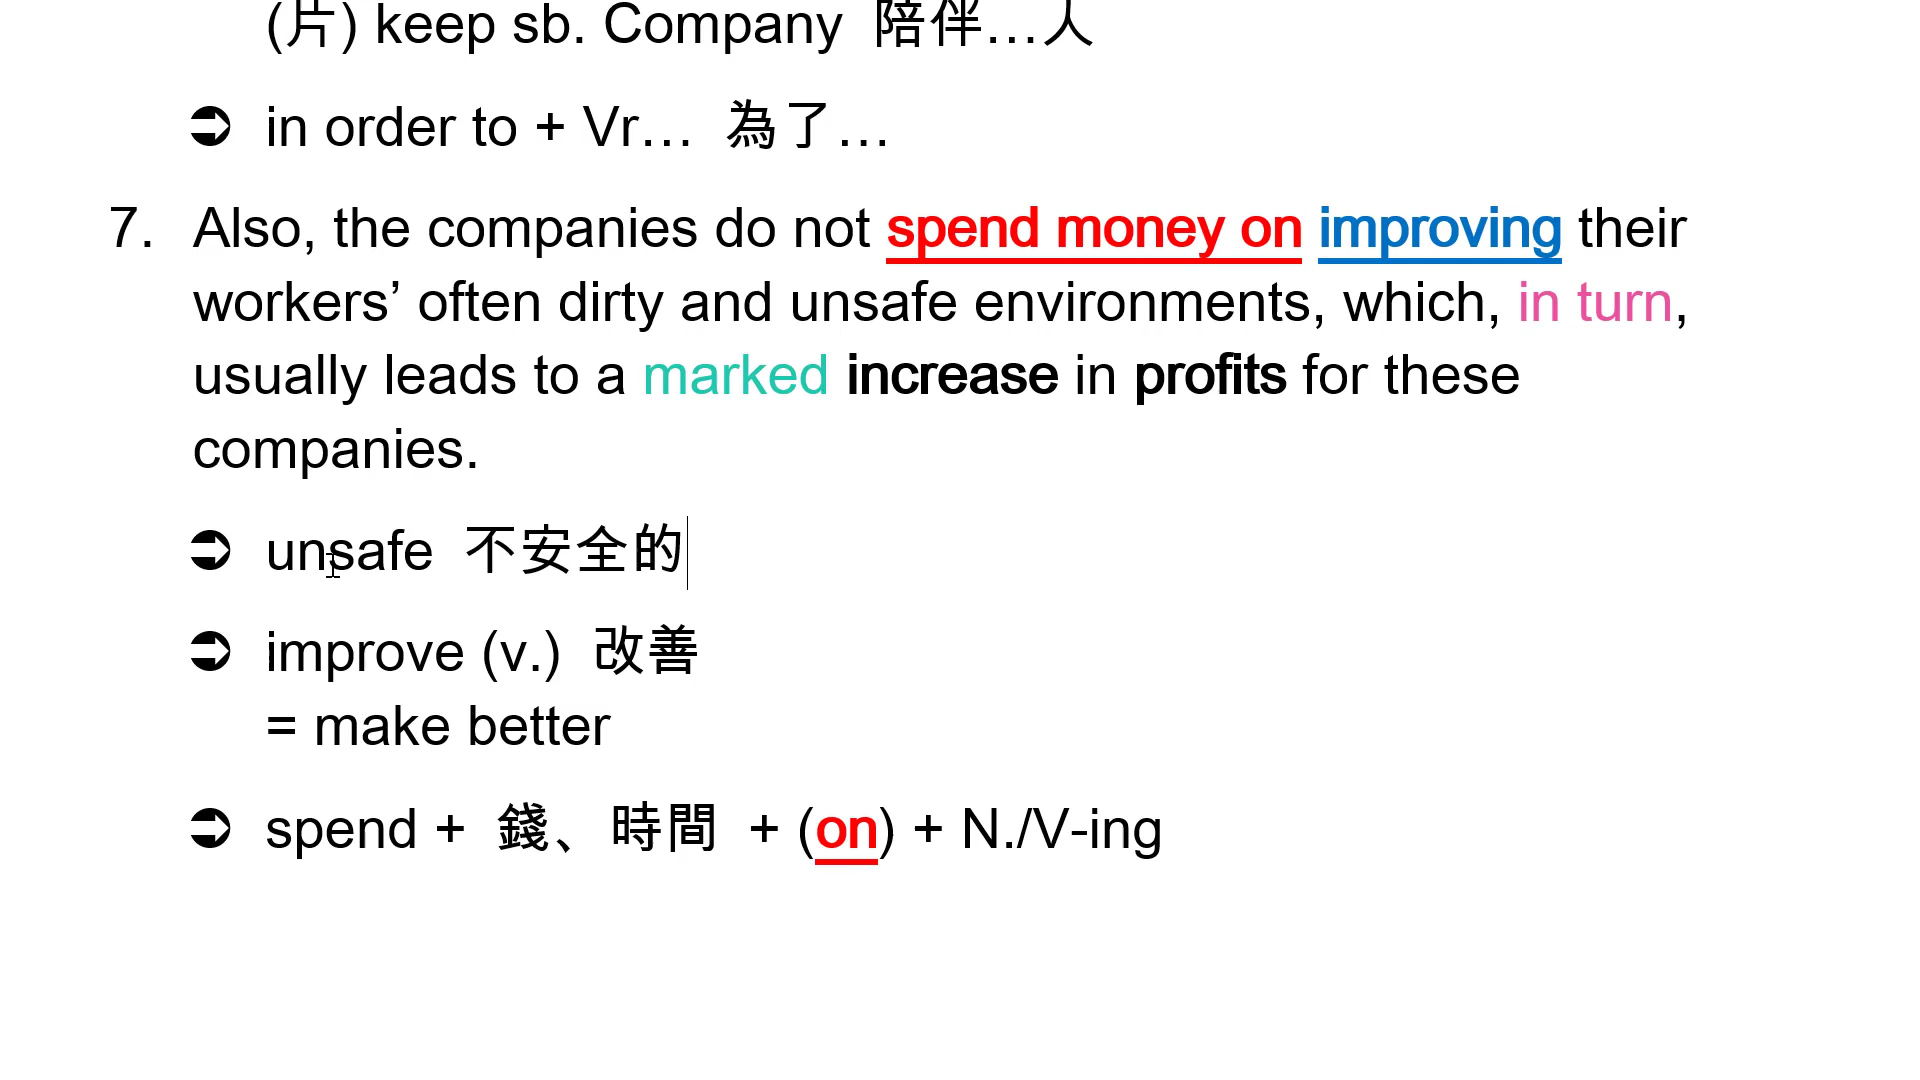 (片) keep sb. Company 陪伴…人
➲ in order to + Vr… 為了…
7. Also, the companies do not spend money on improving their
workers’ often dirty and unsafe environments, which, in turn,
usually leads to a marked increase in profits for these
companies.
➲ unsafe 不安全的
➲ improve (v.) 改善
= make better
➲ spend + 錢、時間 + (on) + N./V-ing